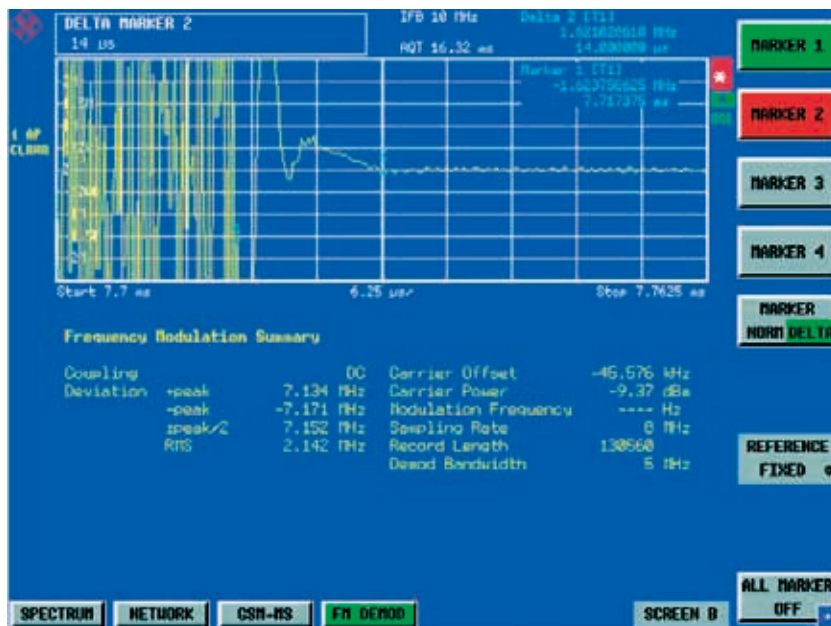 DELTA MARKER 2
14 µs
IFB 10 MHz
AQT 16.32 ms
Delta 2 [T1]
1.621028610 MHz
14.000000 µs
Marker 1 [T1]
-1.623750625 MHz
7.717375 ms
1 AP
CLRWR
Start 7.7 ms
6.25 µs/
Stop 7.7625 ms
Frequency Modulation Summary
Coupling DC
Deviation +peak 7.134 MHz
-peak -7.171 MHz
±peak/2 7.152 MHz
RMS 2.142 MHz
Carrier Offset -45.576 kHz
Carrier Power -9.37 dBm
Modulation Frequency ---- Hz
Sampling Rate 8 MHz
Record Length 130560
Demod Bandwidth 5 MHz
MARKER 1
MARKER 2
MARKER 3
MARKER 4
MARKER
NORM DELTA
REFERENCE
FIXED
ALL MARKER
OFF
SPECTRUM
NETWORK
GSM-MS
FM DEMOD
SCREEN B